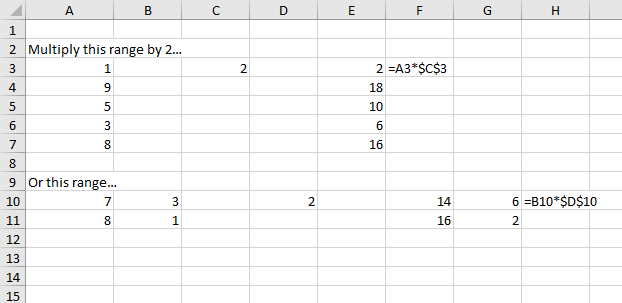 A B C D E F G H
1
2 Multiply this range by 2...
3 1 2 2 =A3*$C$3
4 9 18
5 5 10
6 3 6
7 8 16
8
9 Or this range...
10 7 3 2 14 6 =B10*$D$10
11 8 1 16 2
12
13
14
15